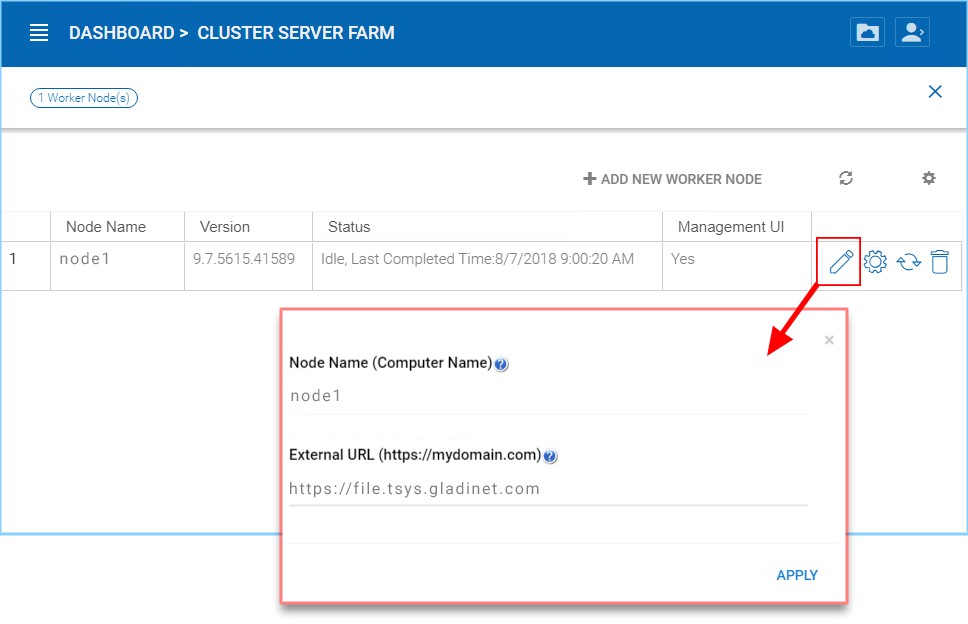 DASHBOARD > CLUSTER SERVER FARM
1 Worker Node(s)
ADD NEW WORKER NODE
Node Name Version Status Management UI
1 node1 9.7.5615.41589 Idle, Last Completed Time:8/7/2018 9:00:20 AM Yes
Node Name (Computer Name)
node1
External URL (https://mydomain.com)
https://file.tsys.gladinet.com
APPLY